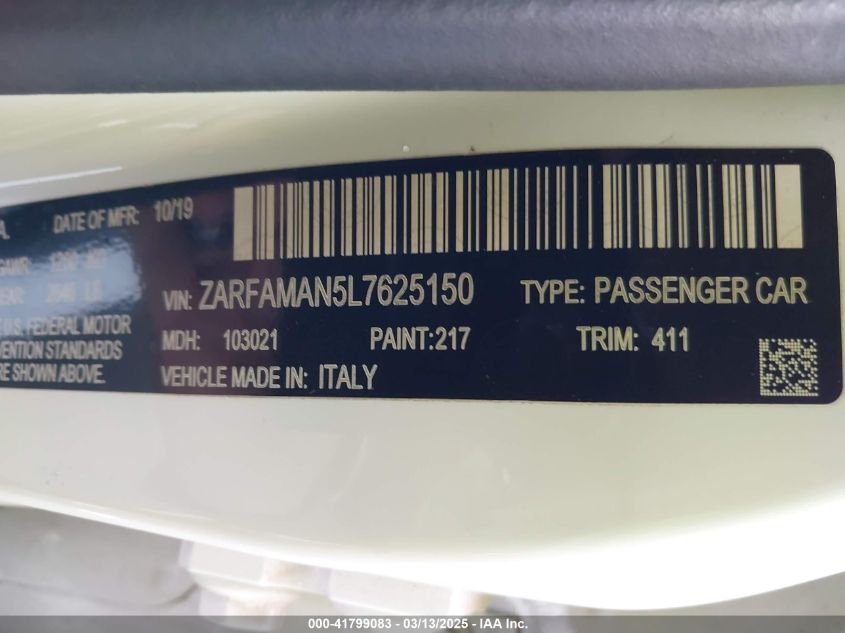 A. DATE OF MFR: 10/19
GAWR
VIN: ZARFAMAN5L7625150 TYPE: PASSENGER CAR
U.S. FEDERAL MOTOR
MDH: 103021 PAINT:217 TRIM: 411
VENTION STANDARDS
RE SHOWN ABOVE.
VEHICLE MADE IN: ITALY
000-41799083 - 03/13/2025 - IAA Inc.